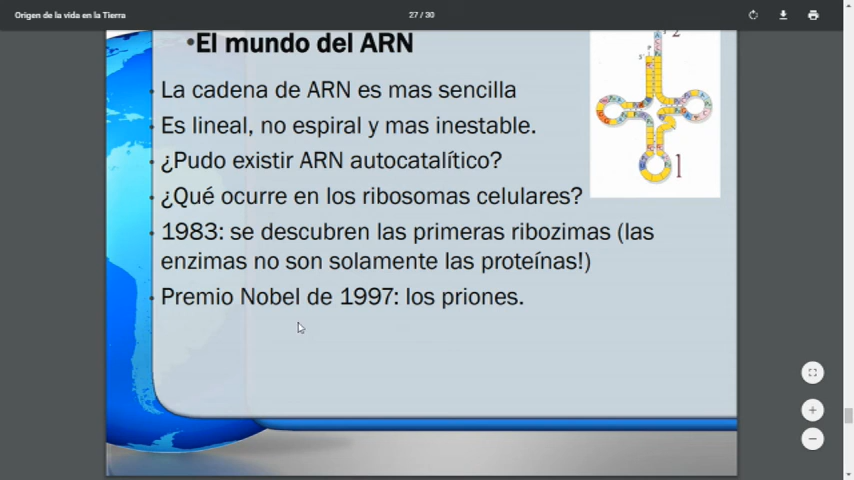 Origen de la vida en la Tierra
27 / 30
•El mundo del ARN
• La cadena de ARN es mas sencilla
• Es lineal, no espiral y mas inestable.
• ¿Pudo existir ARN autocatalítico?
• ¿Qué ocurre en los ribosomas celulares?
• 1983: se descubren las primeras ribozimas (las
enzimas no son solamente las proteínas!)
• Premio Nobel de 1997: los priones.
2
1